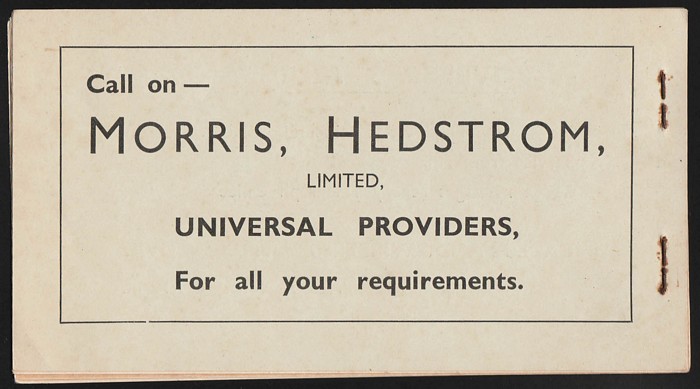 Call on —
MORRIS, HEDSTROM,
LIMITED,
UNIVERSAL PROVIDERS,
For all your requirements.